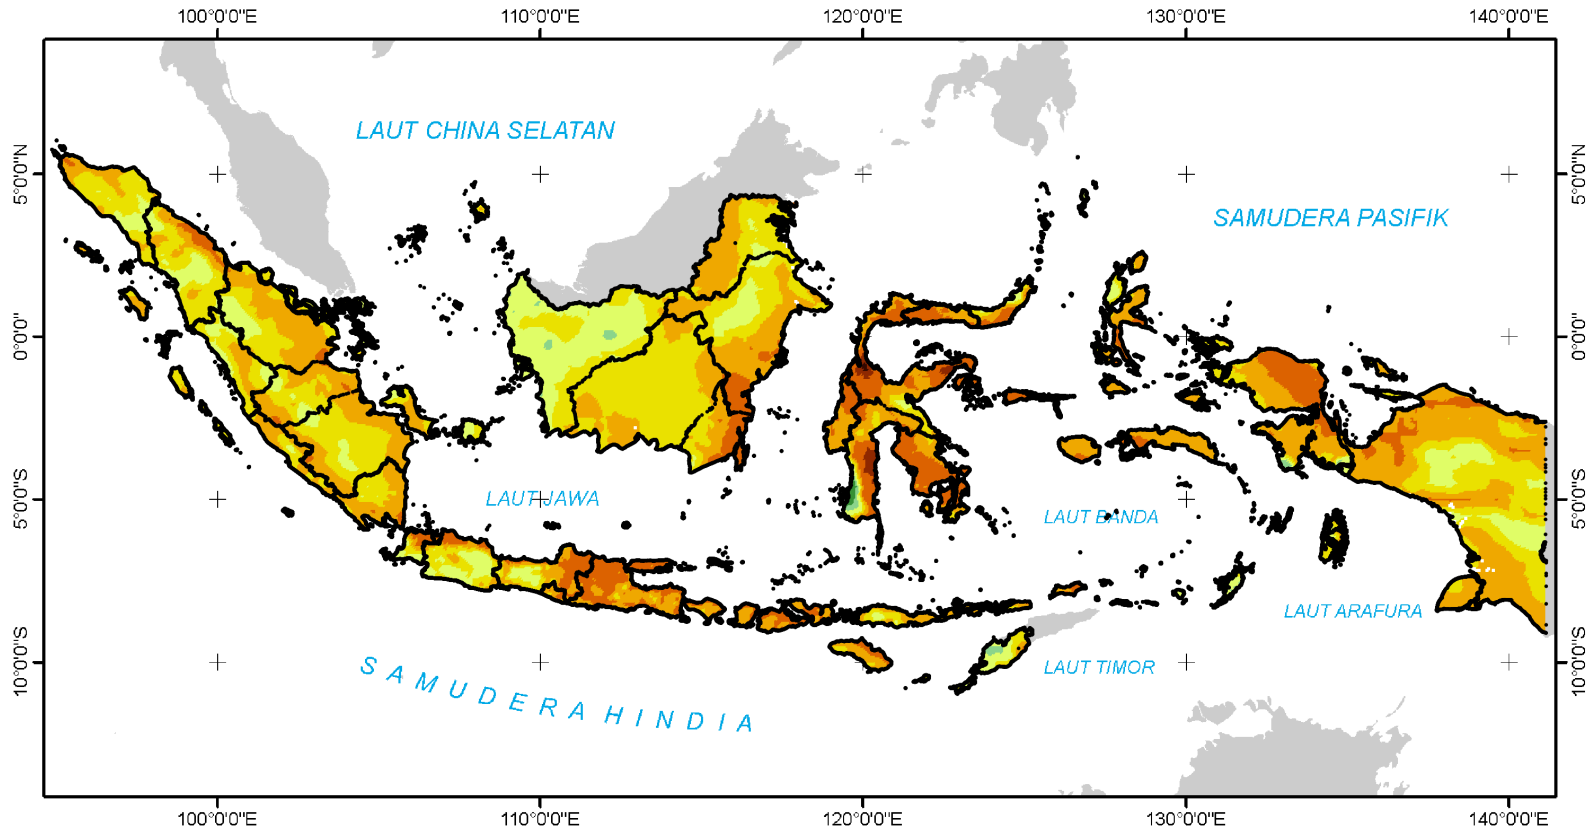 100°0'0"E 110°0'0"E 120°0'0"E 130°0'0"E 140°0'0"E
LAUT CHINA SELATAN
5°0'0"N 5°0'0"N
SAMUDERA PASIFIK
0°0'0" 0°0'0"
LAUT JAWA
5°0'0"S 5°0'0"S
LAUT BANDA
LAUT ARAFURA
10°0'0"S 10°0'0"S
LAUT TIMOR
SAMUDERA HINDIA
100°0'0"E 110°0'0"E 120°0'0"E 130°0'0"E 140°0'0"E